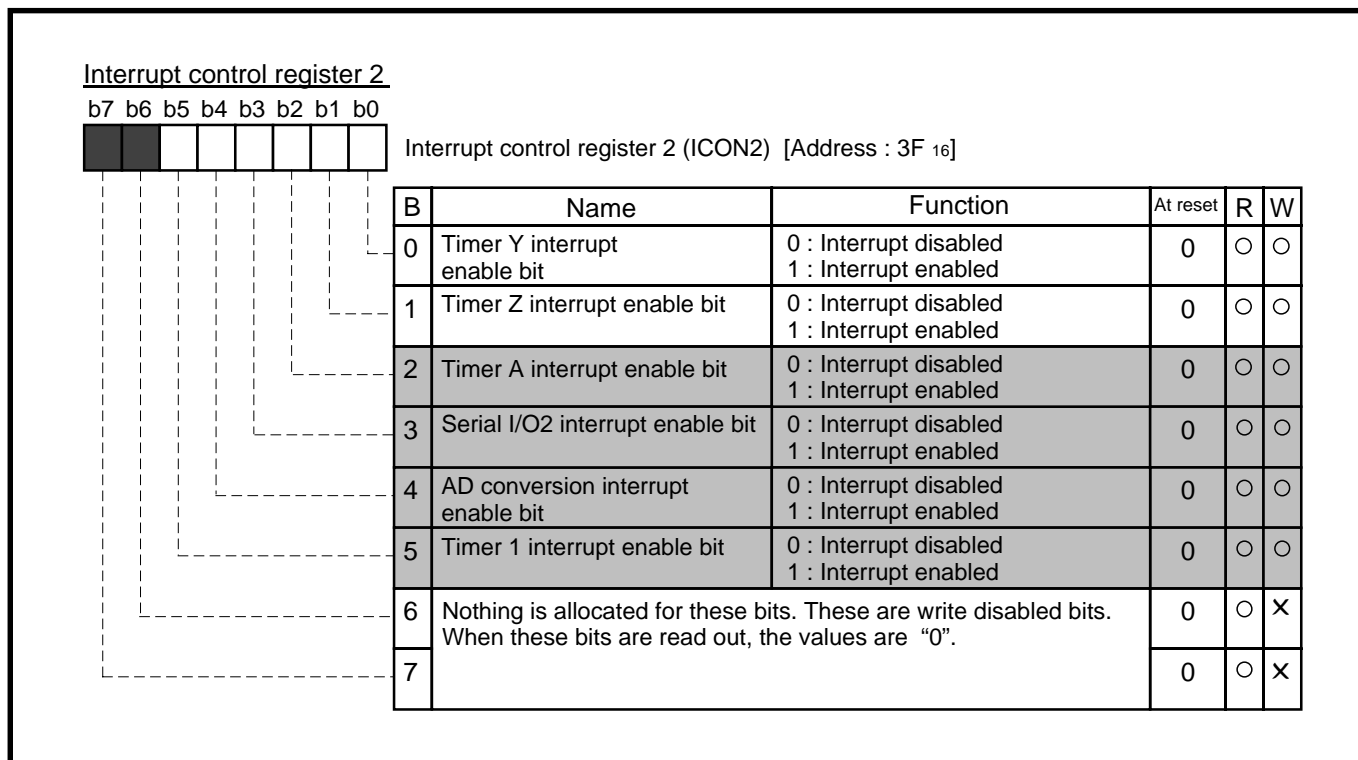 Interrupt control register 2
b7 b6 b5 b4 b3 b2 b1 b0
Interrupt control register 2 (ICON2) [Address : 3F 16]
B Name Function At reset R W
0 Timer Y interrupt enable bit 0 : Interrupt disabled 1 : Interrupt enabled 0 ○ ○
1 Timer Z interrupt enable bit 0 : Interrupt disabled 1 : Interrupt enabled 0 ○ ○
2 Timer A interrupt enable bit 0 : Interrupt disabled 1 : Interrupt enabled 0 ○ ○
3 Serial I/O2 interrupt enable bit 0 : Interrupt disabled 1 : Interrupt enabled 0 ○ ○
4 AD conversion interrupt enable bit 0 : Interrupt disabled 1 : Interrupt enabled 0 ○ ○
5 Timer 1 interrupt enable bit 0 : Interrupt disabled 1 : Interrupt enabled 0 ○ ○
6 Nothing is allocated for these bits. These are write disabled bits. 0 ○ ×
When these bits are read out, the values are “0”.
7 0 ○ ×